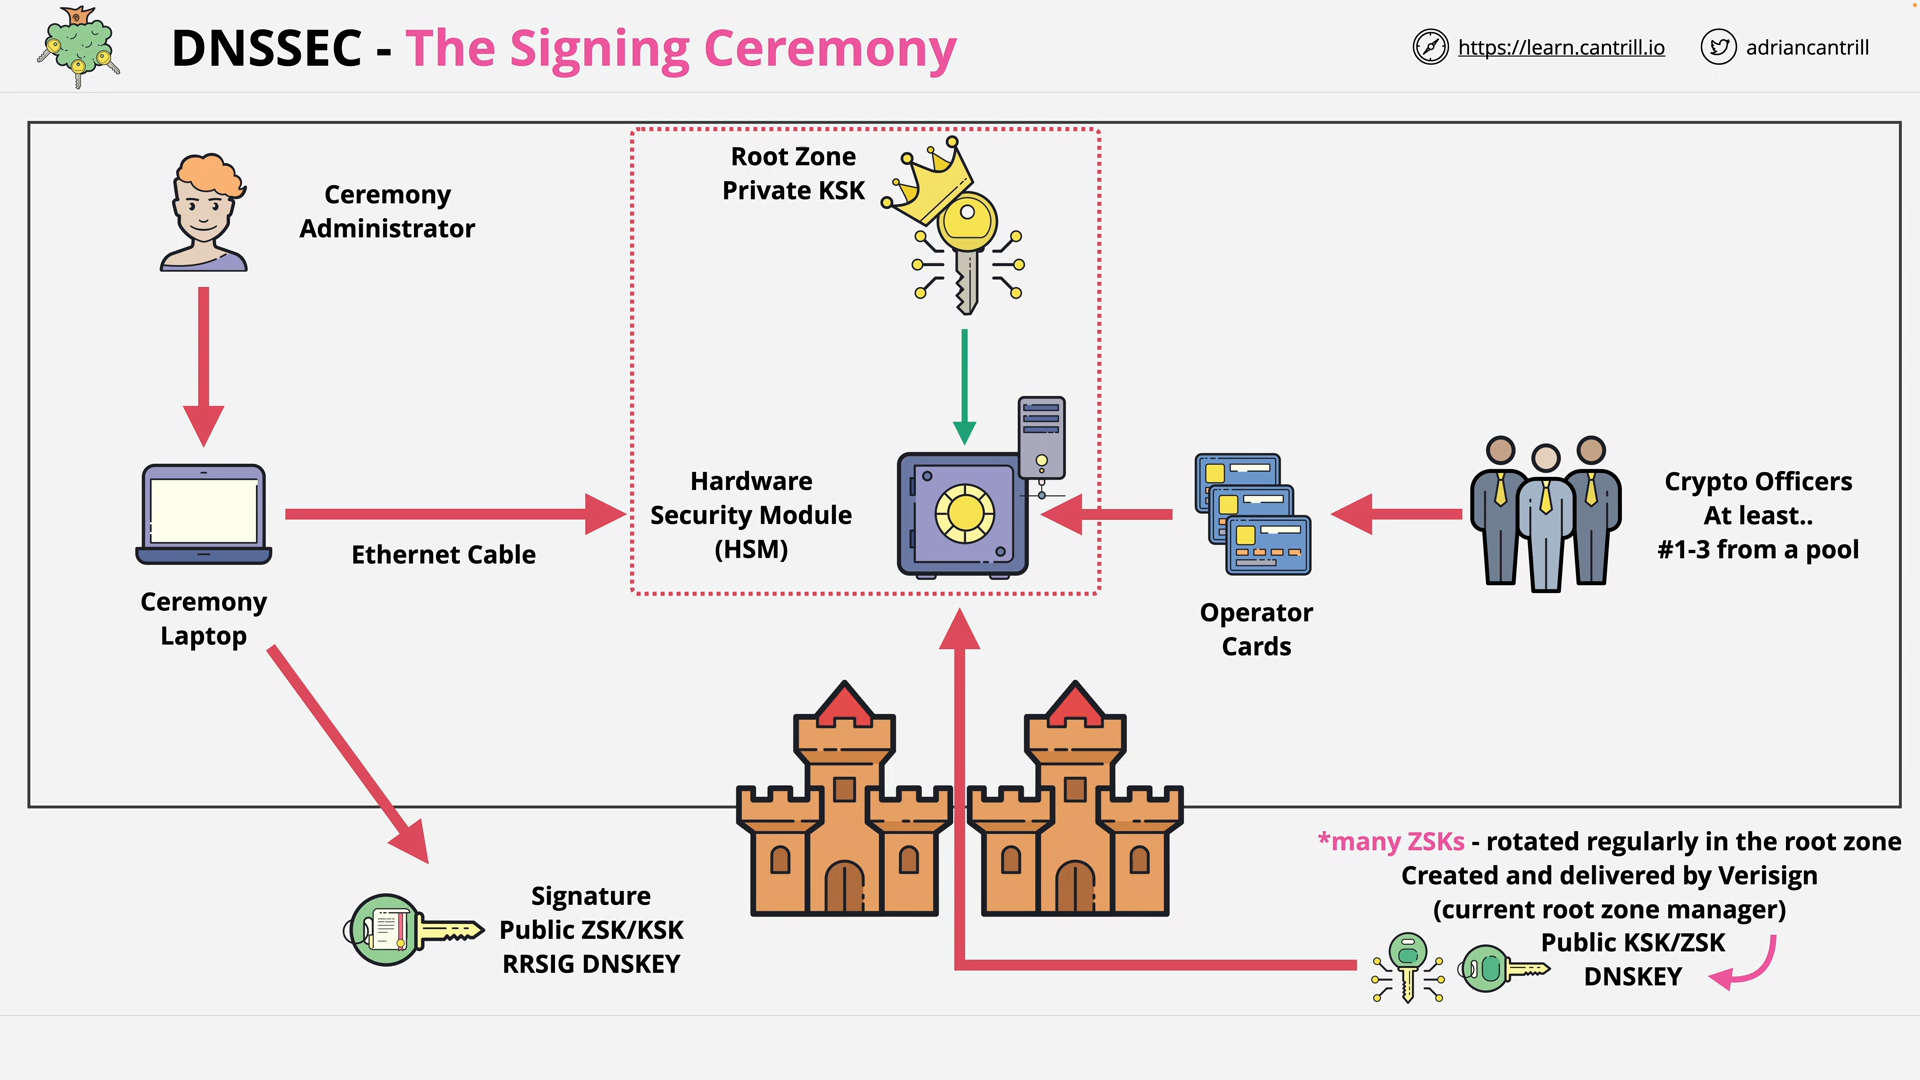 DNSSEC - The Signing Ceremony
https://learn.cantrill.io
adriancantrill
Ceremony
Administrator
Root Zone
Private KSK
Hardware
Security Module
(HSM)
Ethernet Cable
Ceremony
Laptop
Operator
Cards
Crypto Officers
At least..
#1-3 from a pool
Signature
Public ZSK/KSK
RRSIG DNSKEY
*many ZSKs - rotated regularly in the root zone
Created and delivered by Verisign
(current root zone manager)
Public KSK/ZSK
DNSKEY